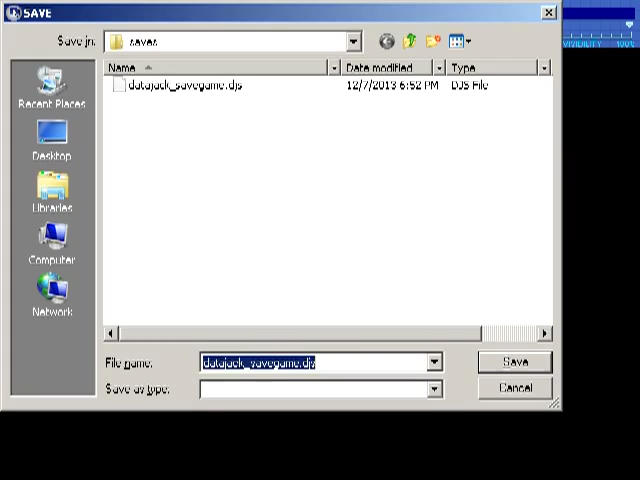 SAVE
Save in: saves
Name Date modified Type
datajack_savegame.djs 12/7/2013 6:52 PM DJS File
Recent Places
Desktop
Libraries
Computer
Network
File name: datajack_savegame.djs Save
Save as type: Cancel